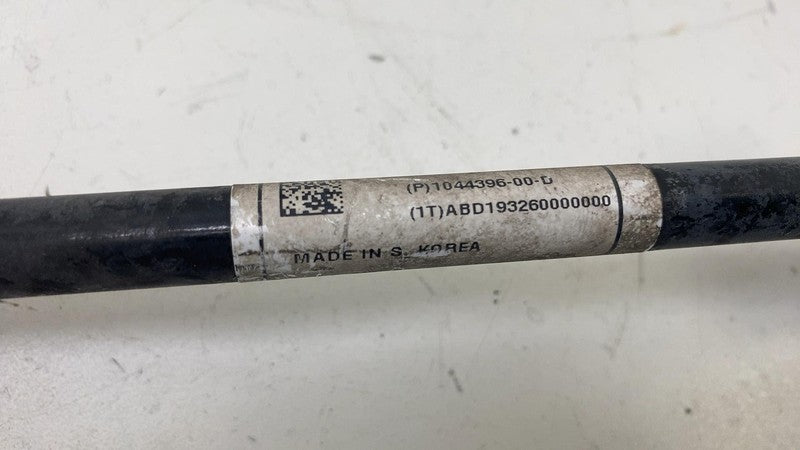 (P)1044396-00-D
(1T)ABD193260000000
MADE IN S. KOREA